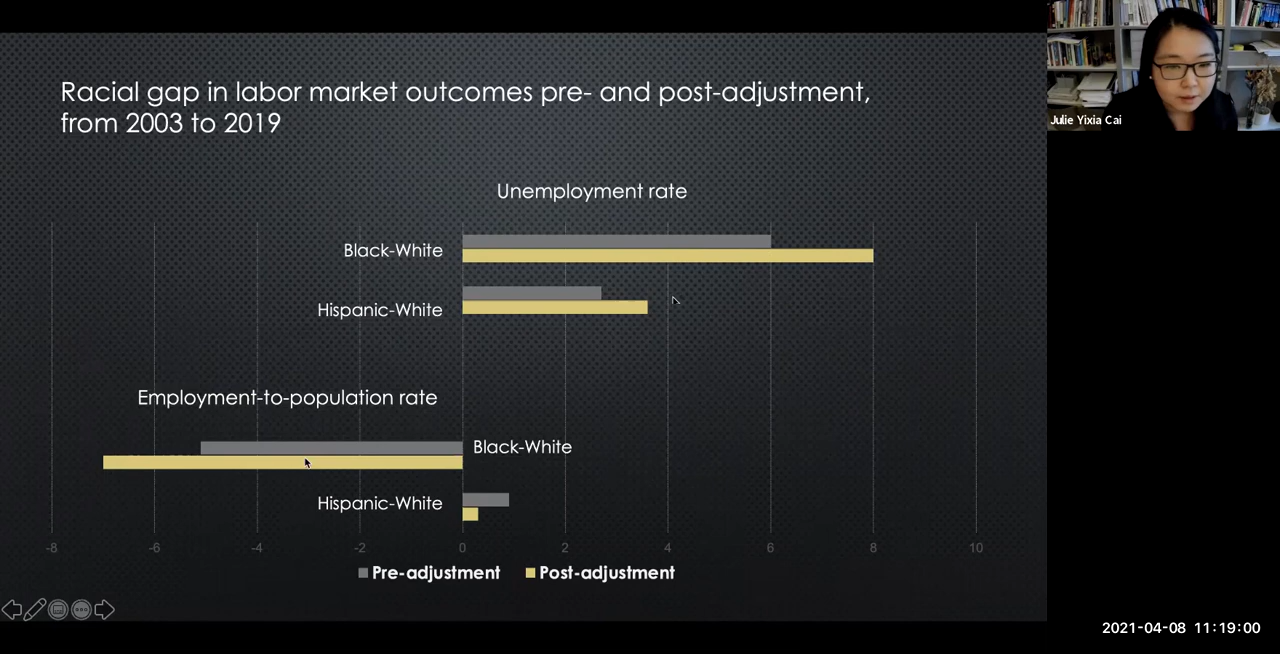 Racial gap in labor market outcomes pre- and post-adjustment,
from 2003 to 2019
Julie Yixia Cai
Unemployment rate
Black-White
Hispanic-White
Employment-to-population rate
Black-White
Hispanic-White
-8 -6 -4 -2 0 2 4 6 8 10
Pre-adjustment Post-adjustment
2021-04-08 11:19:00